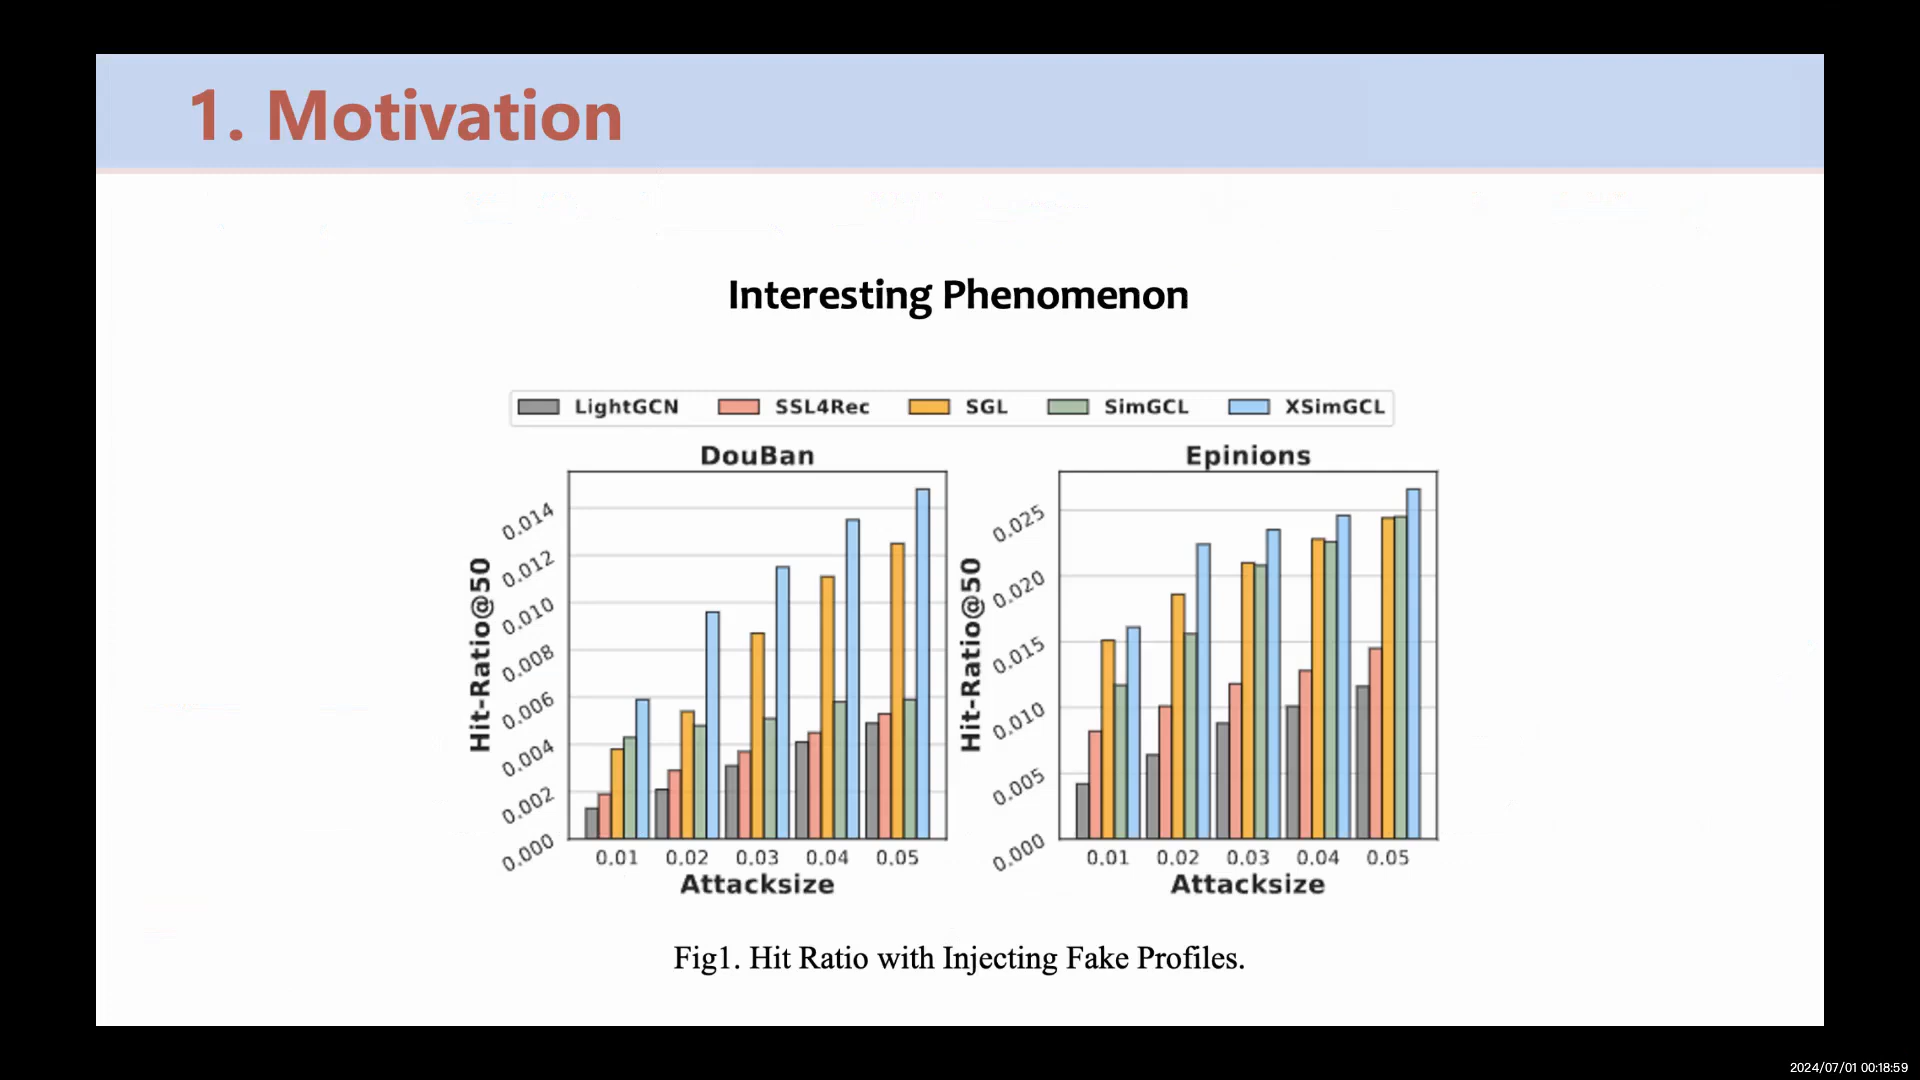 1. Motivation
Interesting Phenomenon
LightGCN SSL4Rec SGL SimGCL XSimGCL
DouBan
Hit-Ratio@50
0.014
0.012
0.010
0.008
0.006
0.004
0.002
0.000
0.01 0.02 0.03 0.04 0.05
Attacksize
Epinions
Hit-Ratio@50
0.025
0.020
0.015
0.010
0.005
0.000
0.01 0.02 0.03 0.04 0.05
Attacksize
Fig1. Hit Ratio with Injecting Fake Profiles.
2024/07/01 00:18:59